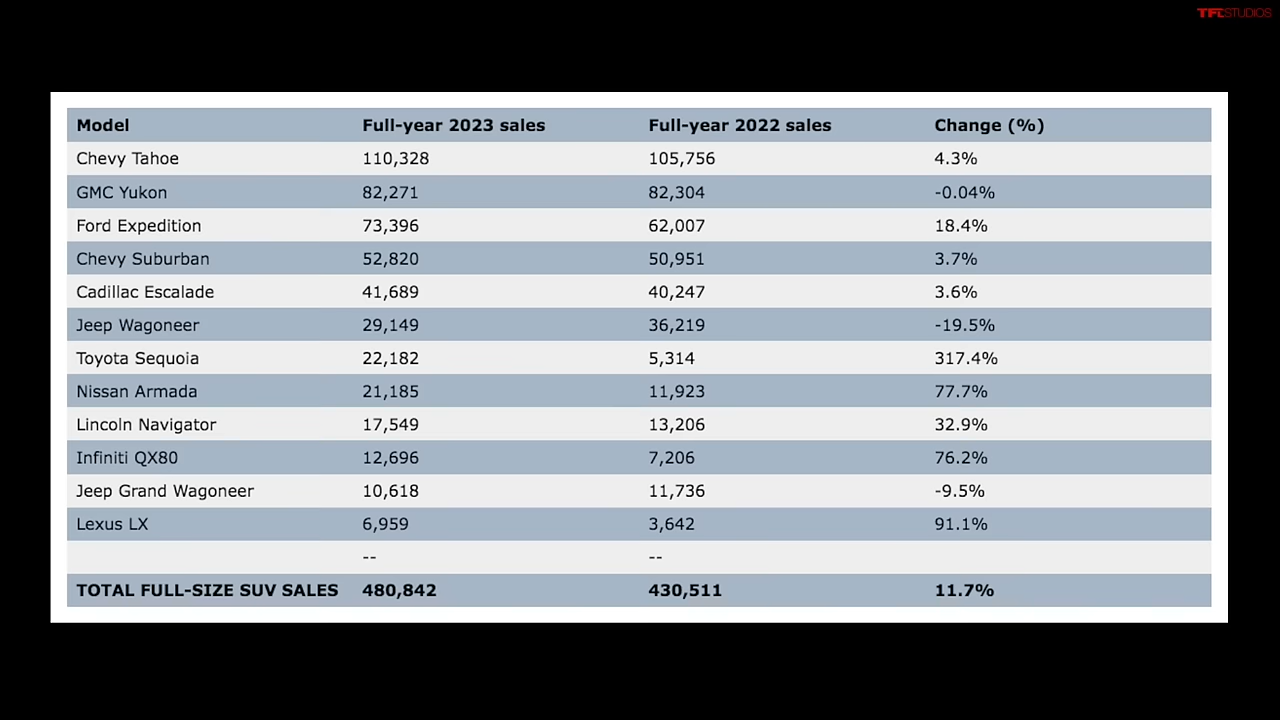 TFLSTUDIOS
Model Full-year 2023 sales Full-year 2022 sales Change (%)
Chevy Tahoe 110,328 105,756 4.3%
GMC Yukon 82,271 82,304 -0.04%
Ford Expedition 73,396 62,007 18.4%
Chevy Suburban 52,820 50,951 3.7%
Cadillac Escalade 41,689 40,247 3.6%
Jeep Wagoneer 29,149 36,219 -19.5%
Toyota Sequoia 22,182 5,314 317.4%
Nissan Armada 21,185 11,923 77.7%
Lincoln Navigator 17,549 13,206 32.9%
Infiniti QX80 12,696 7,206 76.2%
Jeep Grand Wagoneer 10,618 11,736 -9.5%
Lexus LX 6,959 3,642 91.1%
-- --
TOTAL FULL-SIZE SUV SALES 480,842 430,511 11.7%